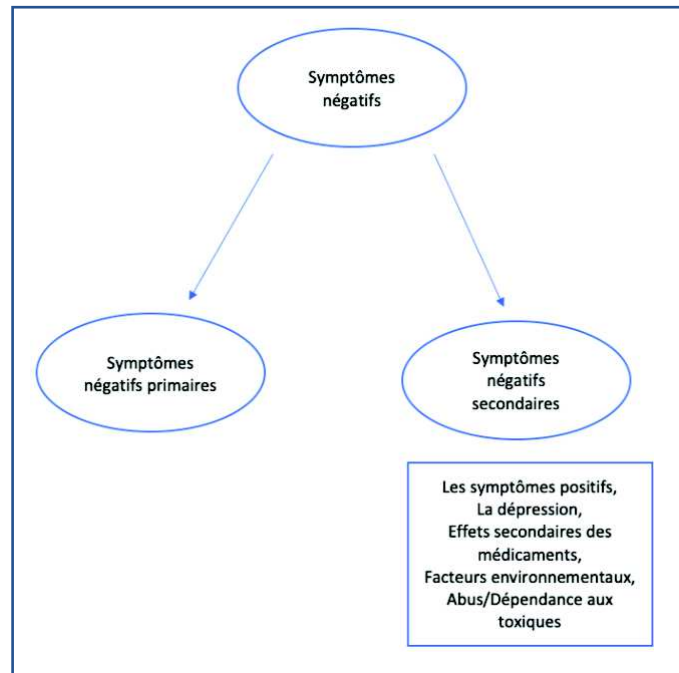 Symptômes
négatifs
Symptômes
négatifs primaires
Symptômes
négatifs
secondaires
Les symptômes positifs,
La dépression,
Effets secondaires des
médicaments,
Facteurs environnementaux,
Abus/Dépendance aux
toxiques